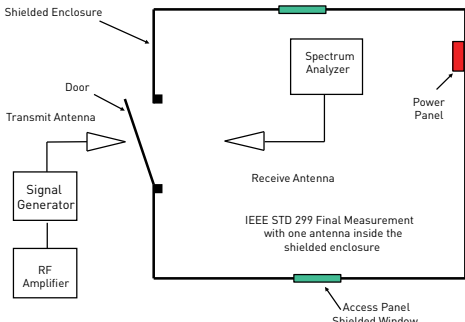 Shielded Enclosure
Spectrum
Analyzer
Door
Power
Panel
Transmit Antenna
Receive Antenna
Signal
Generator
IEEE STD 299 Final Measurement
with one antenna inside the
shielded enclosure
RF
Amplifier
Access Panel
Shielded Window